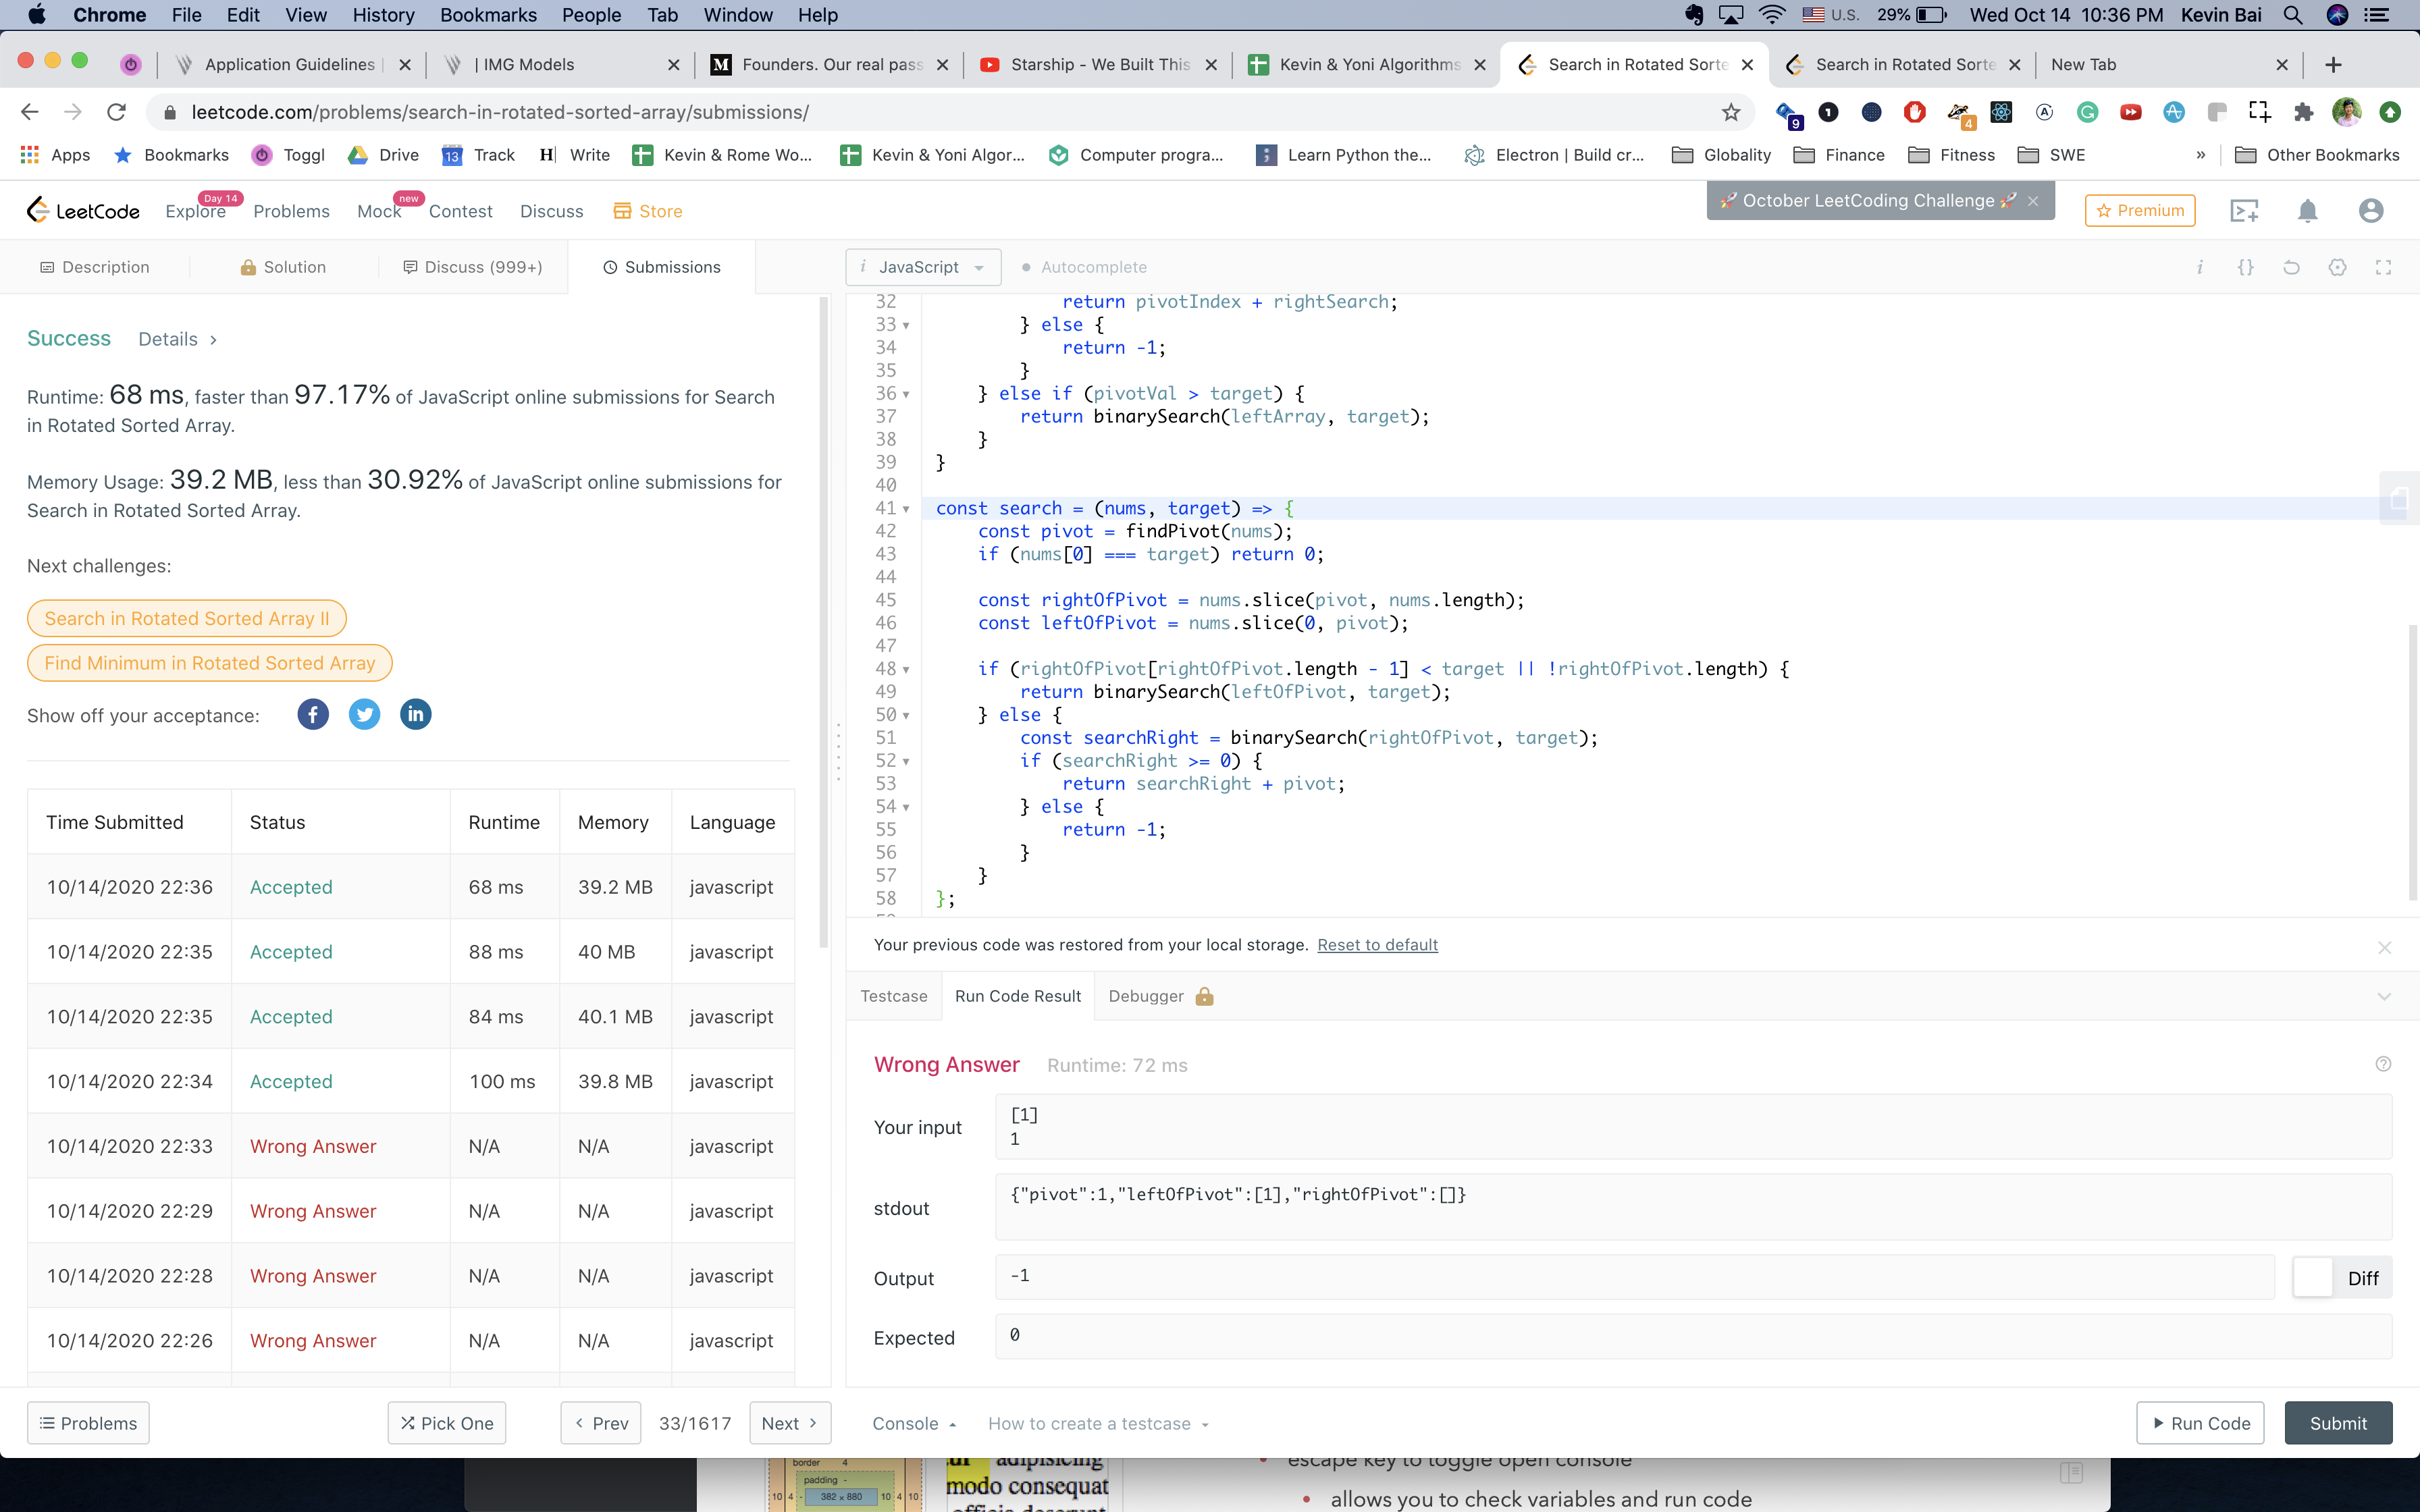 Chrome File Edit View History Bookmarks People Tab Window Help U.S. 29% Wed Oct 14 10:36 PM Kevin Bai
Application Guidelines | IMG Models Founders. Our real pass Starship - We Built This Kevin & Yoni Algorithms Search in Rotated Sorte Search in Rotated Sorte New Tab
leetcode.com/problems/search-in-rotated-sorted-array/submissions/
9 4
Apps Bookmarks Toggl Drive 13 Track H Write Kevin & Rome Wo... Kevin & Yoni Algor... Computer progra... Learn Python the... Electron | Build cr... Globality Finance Fitness SWE » Other Bookmarks
LeetCode Explore Day 14 Problems Mock new Contest Discuss Store October LeetCoding Challenge Premium
Description Solution Discuss (999+) Submissions
i JavaScript Autocomplete
Success Details
Runtime: 68 ms, faster than 97.17% of JavaScript online submissions for Search
in Rotated Sorted Array.
Memory Usage: 39.2 MB, less than 30.92% of JavaScript online submissions for
Search in Rotated Sorted Array.
Next challenges:
Search in Rotated Sorted Array II
Find Minimum in Rotated Sorted Array
Show off your acceptance:
Time Submitted Status Runtime Memory Language
10/14/2020 22:36 Accepted 68 ms 39.2 MB javascript
10/14/2020 22:35 Accepted 88 ms 40 MB javascript
10/14/2020 22:35 Accepted 84 ms 40.1 MB javascript
10/14/2020 22:34 Accepted 100 ms 39.8 MB javascript
10/14/2020 22:33 Wrong Answer N/A N/A javascript
10/14/2020 22:29 Wrong Answer N/A N/A javascript
10/14/2020 22:28 Wrong Answer N/A N/A javascript
10/14/2020 22:26 Wrong Answer N/A N/A javascript
Problems Pick One Prev 33/1617 Next
32 return pivotIndex + rightSearch;
33 } else {
34 return -1;
35 }
36 } else if (pivotVal > target) {
37 return binarySearch(leftArray, target);
38 }
39 }
40
41 const search = (nums, target) => {
42 const pivot = findPivot(nums);
43 if (nums[0] === target) return 0;
44
45 const rightOfPivot = nums.slice(pivot, nums.length);
46 const leftOfPivot = nums.slice(0, pivot);
47
48 if (rightOfPivot[rightOfPivot.length - 1] < target || !rightOfPivot.length) {
49 return binarySearch(leftOfPivot, target);
50 } else {
51 const searchRight = binarySearch(rightOfPivot, target);
52 if (searchRight >= 0) {
53 return searchRight + pivot;
54 } else {
55 return -1;
56 }
57 }
58 };
Your previous code was restored from your local storage. Reset to default
Testcase Run Code Result Debugger
Wrong Answer Runtime: 72 ms
Your input
[1]
1
stdout
{"pivot":1,"leftOfPivot":[1],"rightOfPivot":[]}
Output
-1
Diff
Expected
0
Console How to create a testcase Run Code Submit
border 4
padding -
10 4 - 382 x 880 10 4 10
adipisicing
modo consequat
escape key to toggle open console
allows you to check variables and run code